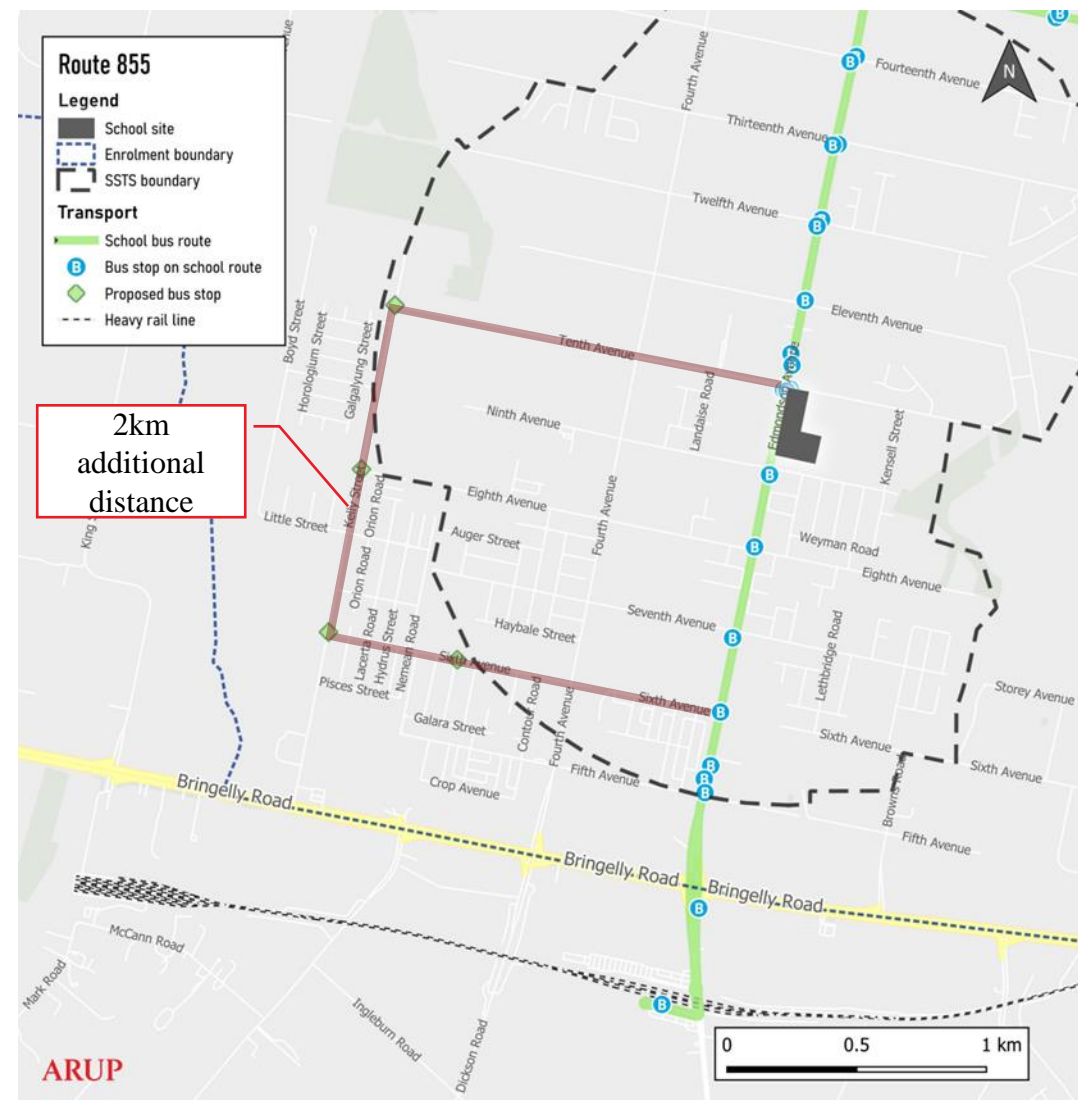 Route 855
Legend
School site
Enrolment boundary
SSTS boundary
Transport
School bus route
B
Bus stop on school route
Proposed bus stop
Heavy rail line
N
Fourth Avenue
Fourteenth Avenue
Thirteenth Avenue
Twelfth Avenue
Eleventh Avenue
Tenth Avenue
Boyd Street
Horologium Street
Galgalyung Street
Landaise Road
Edmondson Avenue
Kensell Street
Ninth Avenue
2km
additional
distance
Kelly Street
Orion Road
Little Street
Eighth Avenue
Auger Street
Fourth Avenue
Weyman Road
Eighth Avenue
Orion Road
Lacerta Road
Hydrus Street
Nemean Road
Haybale Street
Seventh Avenue
Lethbridge Road
Sixth Avenue
Pisces Street
Sixth Avenue
Storey Avenue
Galara Street
Contour Road
Fourth Avenue
Sixth Avenue
Sixth Avenue
Fifth Avenue
Crop Avenue
Browns Road
Fifth Avenue
Bringelly Road
Bringelly Road
Bringelly Road
McCann Road
Mark Road
Ingleburn Road
Dickson Road
0 0.5 1 km
ARUP